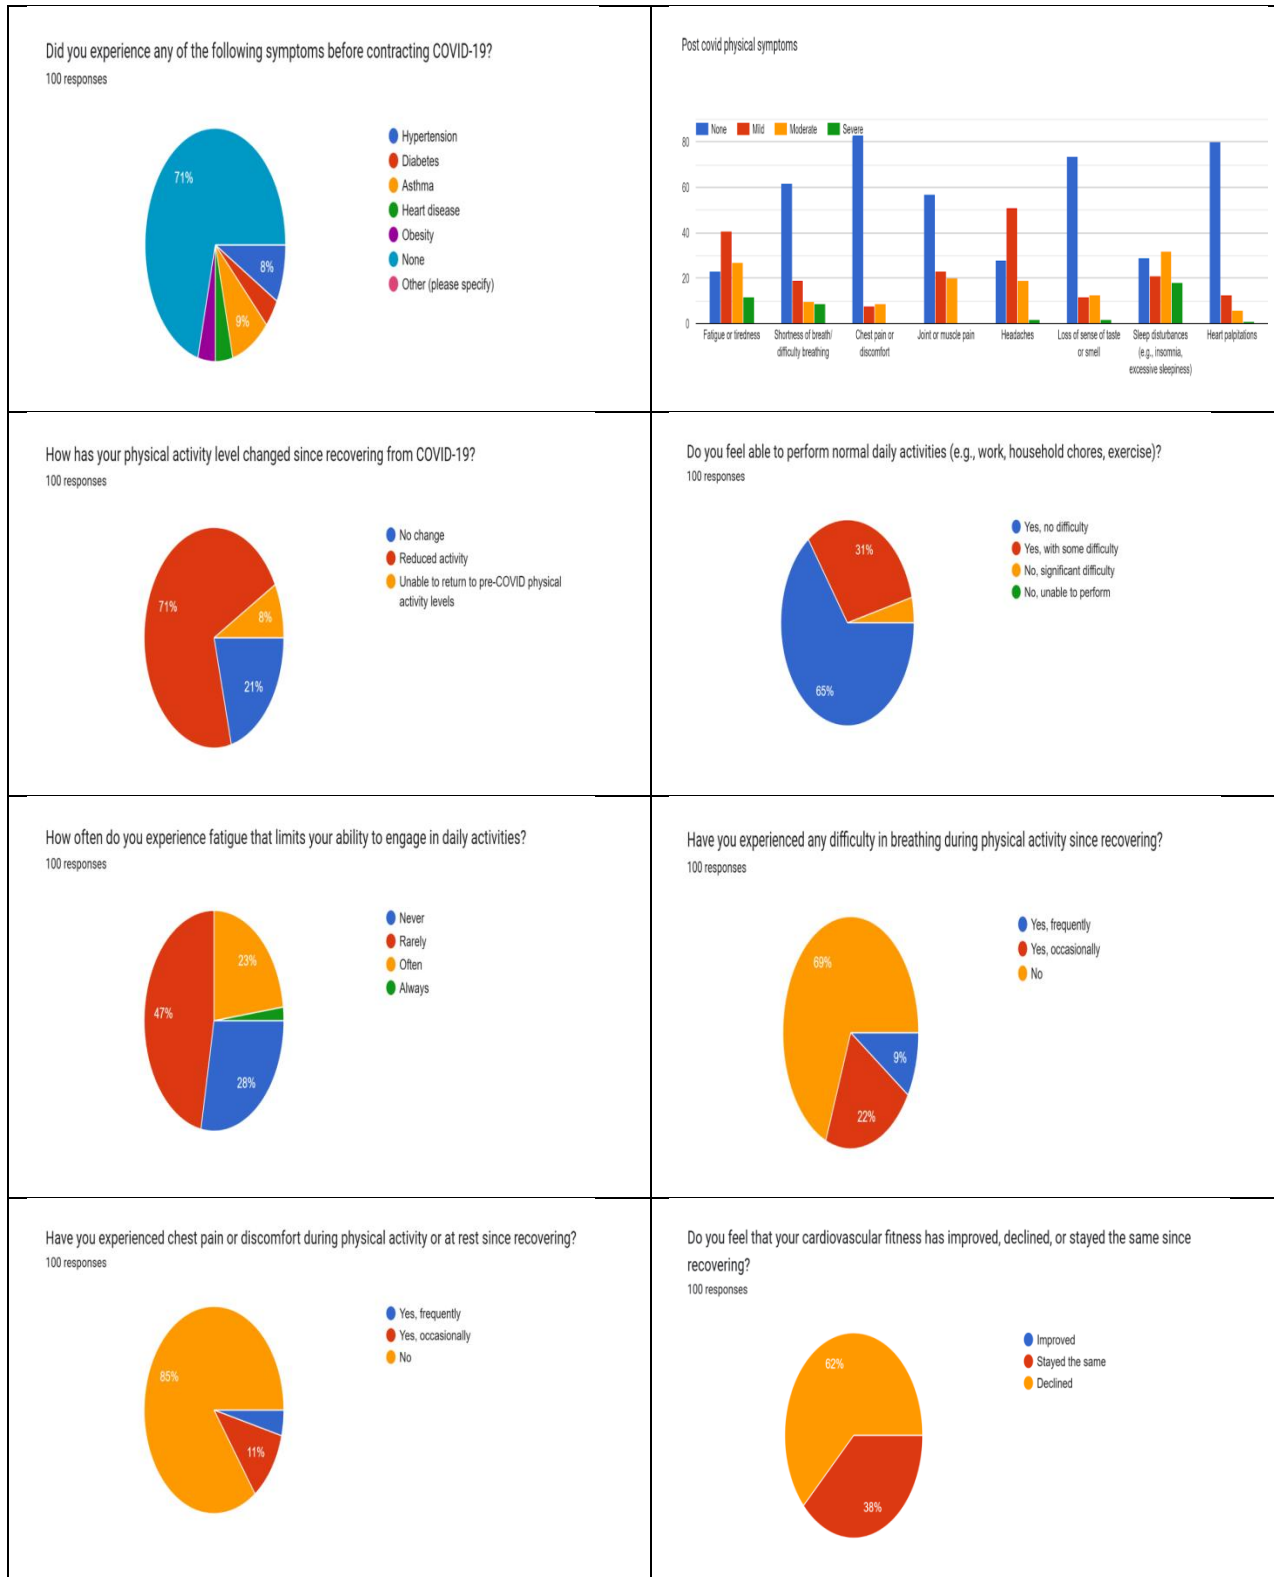 Did you experience any of the following symptoms before contracting COVID-19?
100 responses
71%
8%
9%
Hypertension
Diabetes
Asthma
Heart disease
Obesity
None
Other (please specify)
Post covid physical symptoms
None Mild Moderate Severe
80
60
40
20
0
Fatigue or tiredness
Shortness of breath/
difficulty breathing
Chest pain or
discomfort
Joint or muscle pain
Headaches
Loss of sense of taste
or smell
Sleep disturbances
(e.g., insomnia,
excessive sleepiness)
Heart palpitations
How has your physical activity level changed since recovering from COVID-19?
100 responses
71%
8%
21%
No change
Reduced activity
Unable to return to pre-COVID physical
activity levels
Do you feel able to perform normal daily activities (e.g., work, household chores, exercise)?
100 responses
31%
65%
Yes, no difficulty
Yes, with some difficulty
No, significant difficulty
No, unable to perform
How often do you experience fatigue that limits your ability to engage in daily activities?
100 responses
23%
47%
28%
Never
Rarely
Often
Always
Have you experienced any difficulty in breathing during physical activity since recovering?
100 responses
69%
9%
22%
Yes, frequently
Yes, occasionally
No
Have you experienced chest pain or discomfort during physical activity or at rest since recovering?
100 responses
85%
11%
Yes, frequently
Yes, occasionally
No
Do you feel that your cardiovascular fitness has improved, declined, or stayed the same since
recovering?
100 responses
62%
38%
Improved
Stayed the same
Declined